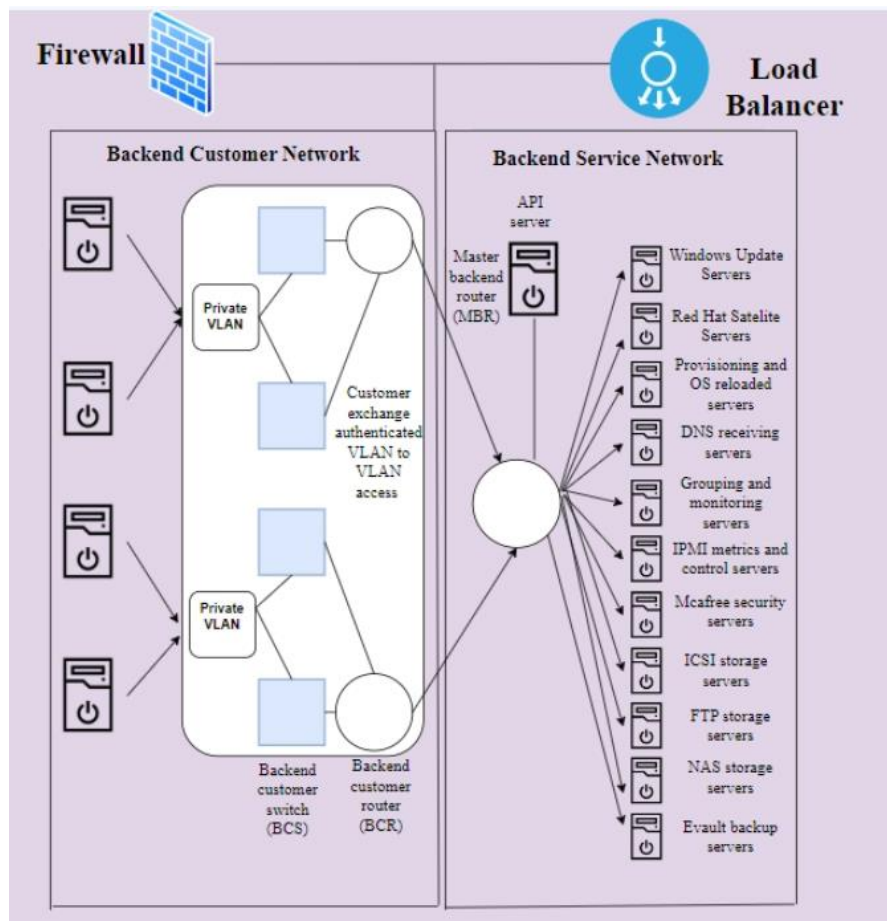 Firewall
Load
Balancer
Backend Customer Network
Backend Service Network
API
server
Master
backend
router
(MBR)
Private
VLAN
Customer
exchange
authenticated
VLAN to
VLAN
access
Private
VLAN
Backend
customer
switch
(BCS)
Backend
customer
router
(BCR)
Windows Update
Servers
Red Hat Satelite
Servers
Provisioning and
OS reloaded
servers
DNS receiving
servers
Grouping and
monitoring
servers
IPMI metrics and
control servers
Mcafree security
servers
ICSI storage
servers
FTP storage
servers
NAS storage
servers
Evault backup
servers